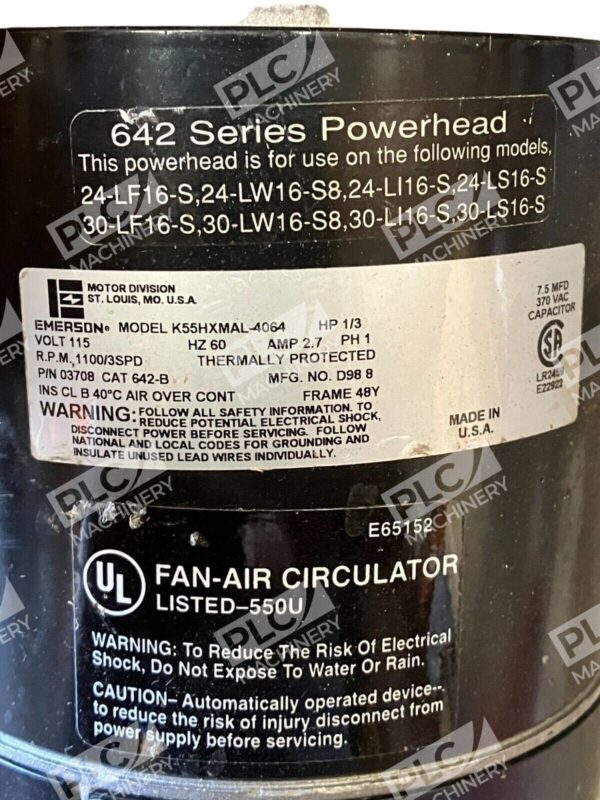 642 Series Powerhead
This powerhead is for use on the following models,
24-LF16-S,24-LW16-S8,24-LI16-S,24-LS16-S
30-LF16-S,30-LW16-S8,30-LI16-S,30-LS16-S
MOTOR DIVISION
ST. LOUIS, MO. U.S.A.
EMERSON® MODEL K55HXMAL-4064 HP 1/3
VOLT 115 HZ 60 AMP 2.7 PH 1
R.P.M. 1100/3SPD THERMALLY PROTECTED
P/N 03708 CAT 642-B MFG. NO. D98 8
INS CL B 40°C AIR OVER CONT FRAME 48Y
WARNING: FOLLOW ALL SAFETY INFORMATION. TO
REDUCE POTENTIAL ELECTRICAL SHOCK,
DISCONNECT POWER BEFORE SERVICING. FOLLOW
NATIONAL AND LOCAL CODES FOR GROUNDING AND
INSULATE UNUSED LEAD WIRES INDIVIDUALLY.
7.5 MFD
370 VAC
CAPACITOR
E22922
MADE IN
U.S.A.
E65152
UL FAN-AIR CIRCULATOR
LISTED-550U
WARNING: To Reduce The Risk Of Electrical
Shock, Do Not Expose To Water Or Rain.
CAUTION- Automatically operated device--
to reduce the risk of injury disconnect from
power supply before servicing.
PLC MACHINERY